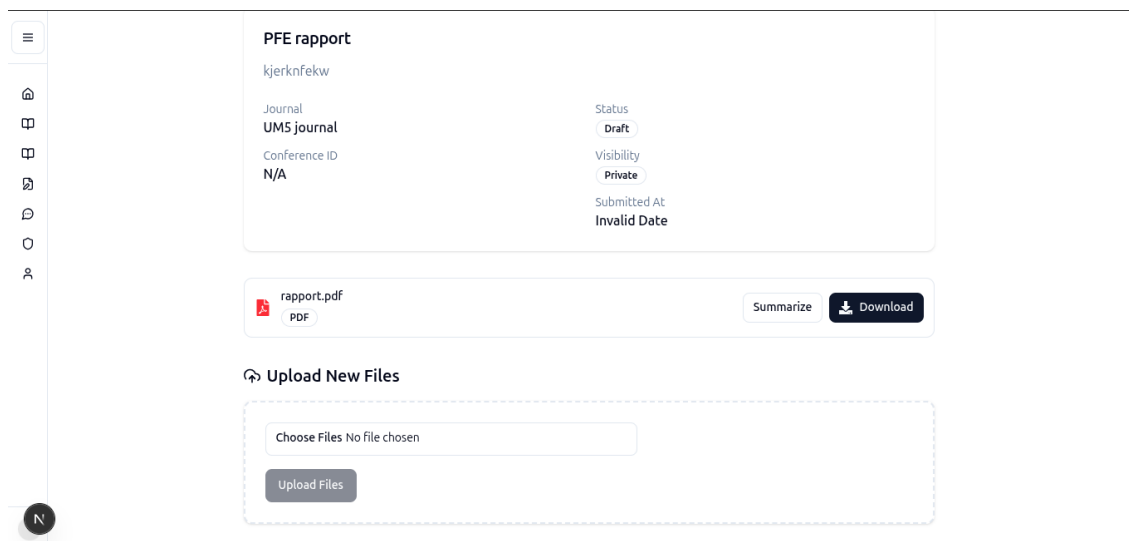 PFE rapport
kjerknfekw
Journal
UM5 journal
Conference ID
N/A
Status
Draft
Visibility
Private
Submitted At
Invalid Date
rapport.pdf
PDF
Summarize
Download
Upload New Files
Choose Files No file chosen
Upload Files
N